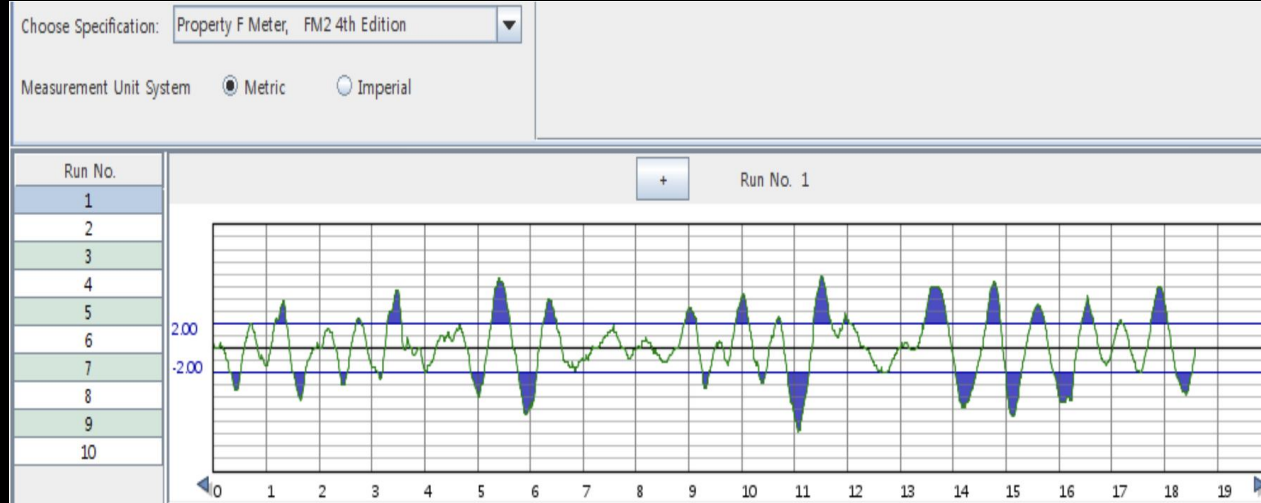 Choose Specification: Property F Meter, FM2 4th Edition
Measurement Unit System Metric Imperial
Run No.
1
2
3
4
5
6
7
8
9
10
+ Run No. 1
2.00
-2.00
0 1 2 3 4 5 6 7 8 9 10 11 12 13 14 15 16 17 18 19